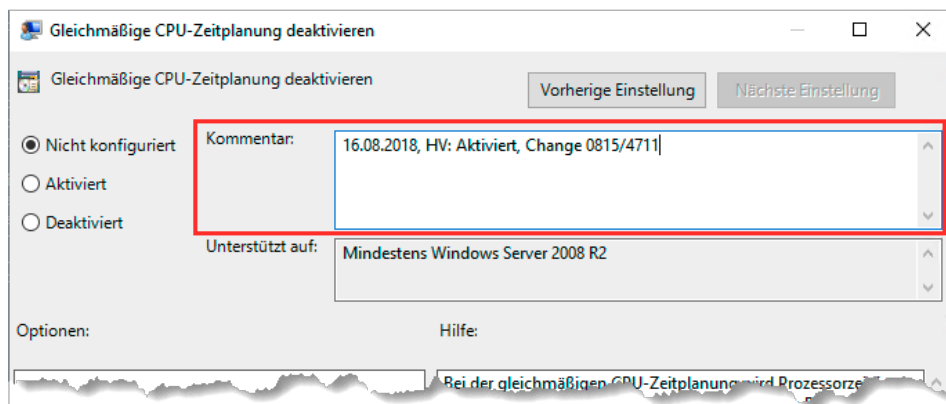 Gleichmäßige CPU-Zeitplanung deaktivieren
Gleichmäßige CPU-Zeitplanung deaktivieren
Vorherige Einstellung
Nächste Einstellung
Nicht konfiguriert
Aktiviert
Deaktiviert
Kommentar:
16.08.2018, HV: Aktiviert, Change 0815/4711
Unterstützt auf:
Mindestens Windows Server 2008 R2
Optionen:
Hilfe:
Bei der gleichmäßigen CPU-Zeitplanung wird